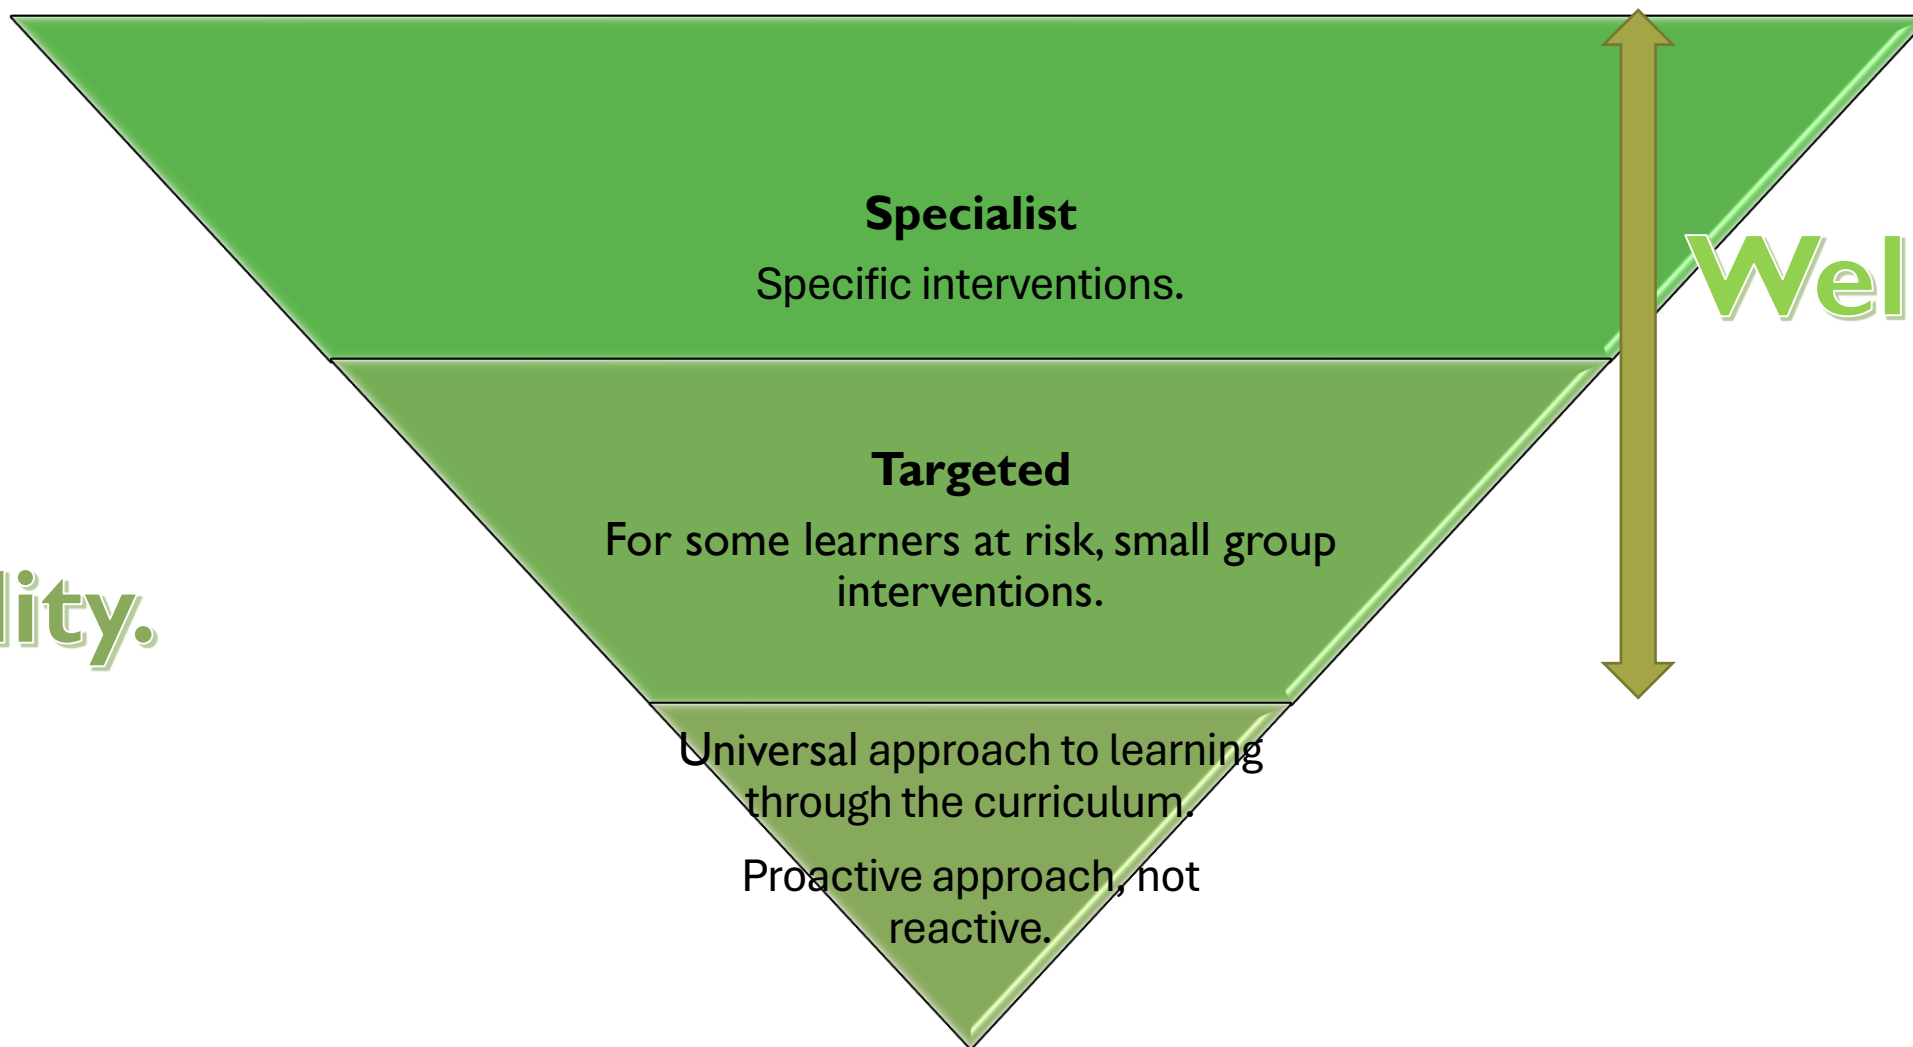 Specialist
Specific interventions.
Wel
Targeted
For some learners at risk, small group
interventions.
lity.
Universal approach to learning
through the curriculum.
Proactive approach, not
reactive.